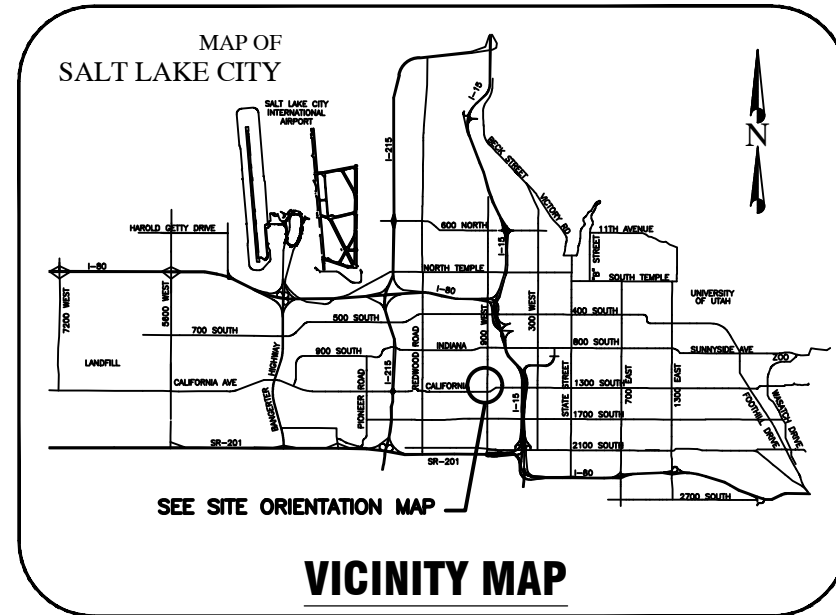 MAP OF
SALT LAKE CITY
SALT LAKE CITY
INTERNATIONAL
AIRPORT
I-15
I-215
BECK STREET
VICTORY RD
N
HAROLD GETTY DRIVE
600 NORTH
I-15
"B" STREET
11TH AVENUE
I-80
NORTH TEMPLE
SOUTH TEMPLE
I-80
UNIVERSITY
OF UTAH
7200 WEST
5600 WEST
900 WEST
300 WEST
500 SOUTH
400 SOUTH
700 SOUTH
REDWOOD ROAD
INDIANA
800 SOUTH
SUNNYSIDE AVE
900 SOUTH
ZOO
LANDFILL
HIGHWAY
BANGERTER
PIONEER ROAD
I-215
CALIFORNIA AVE
CALIFORNIA
I-15
STATE STREET
1300 SOUTH
700 EAST
1300 EAST
FOOTHILL DRIVE
WASATCH DRIVE
1700 SOUTH
SR-201
2100 SOUTH
SR-201
I-80
2700 SOUTH
SEE SITE ORIENTATION MAP
VICINITY MAP